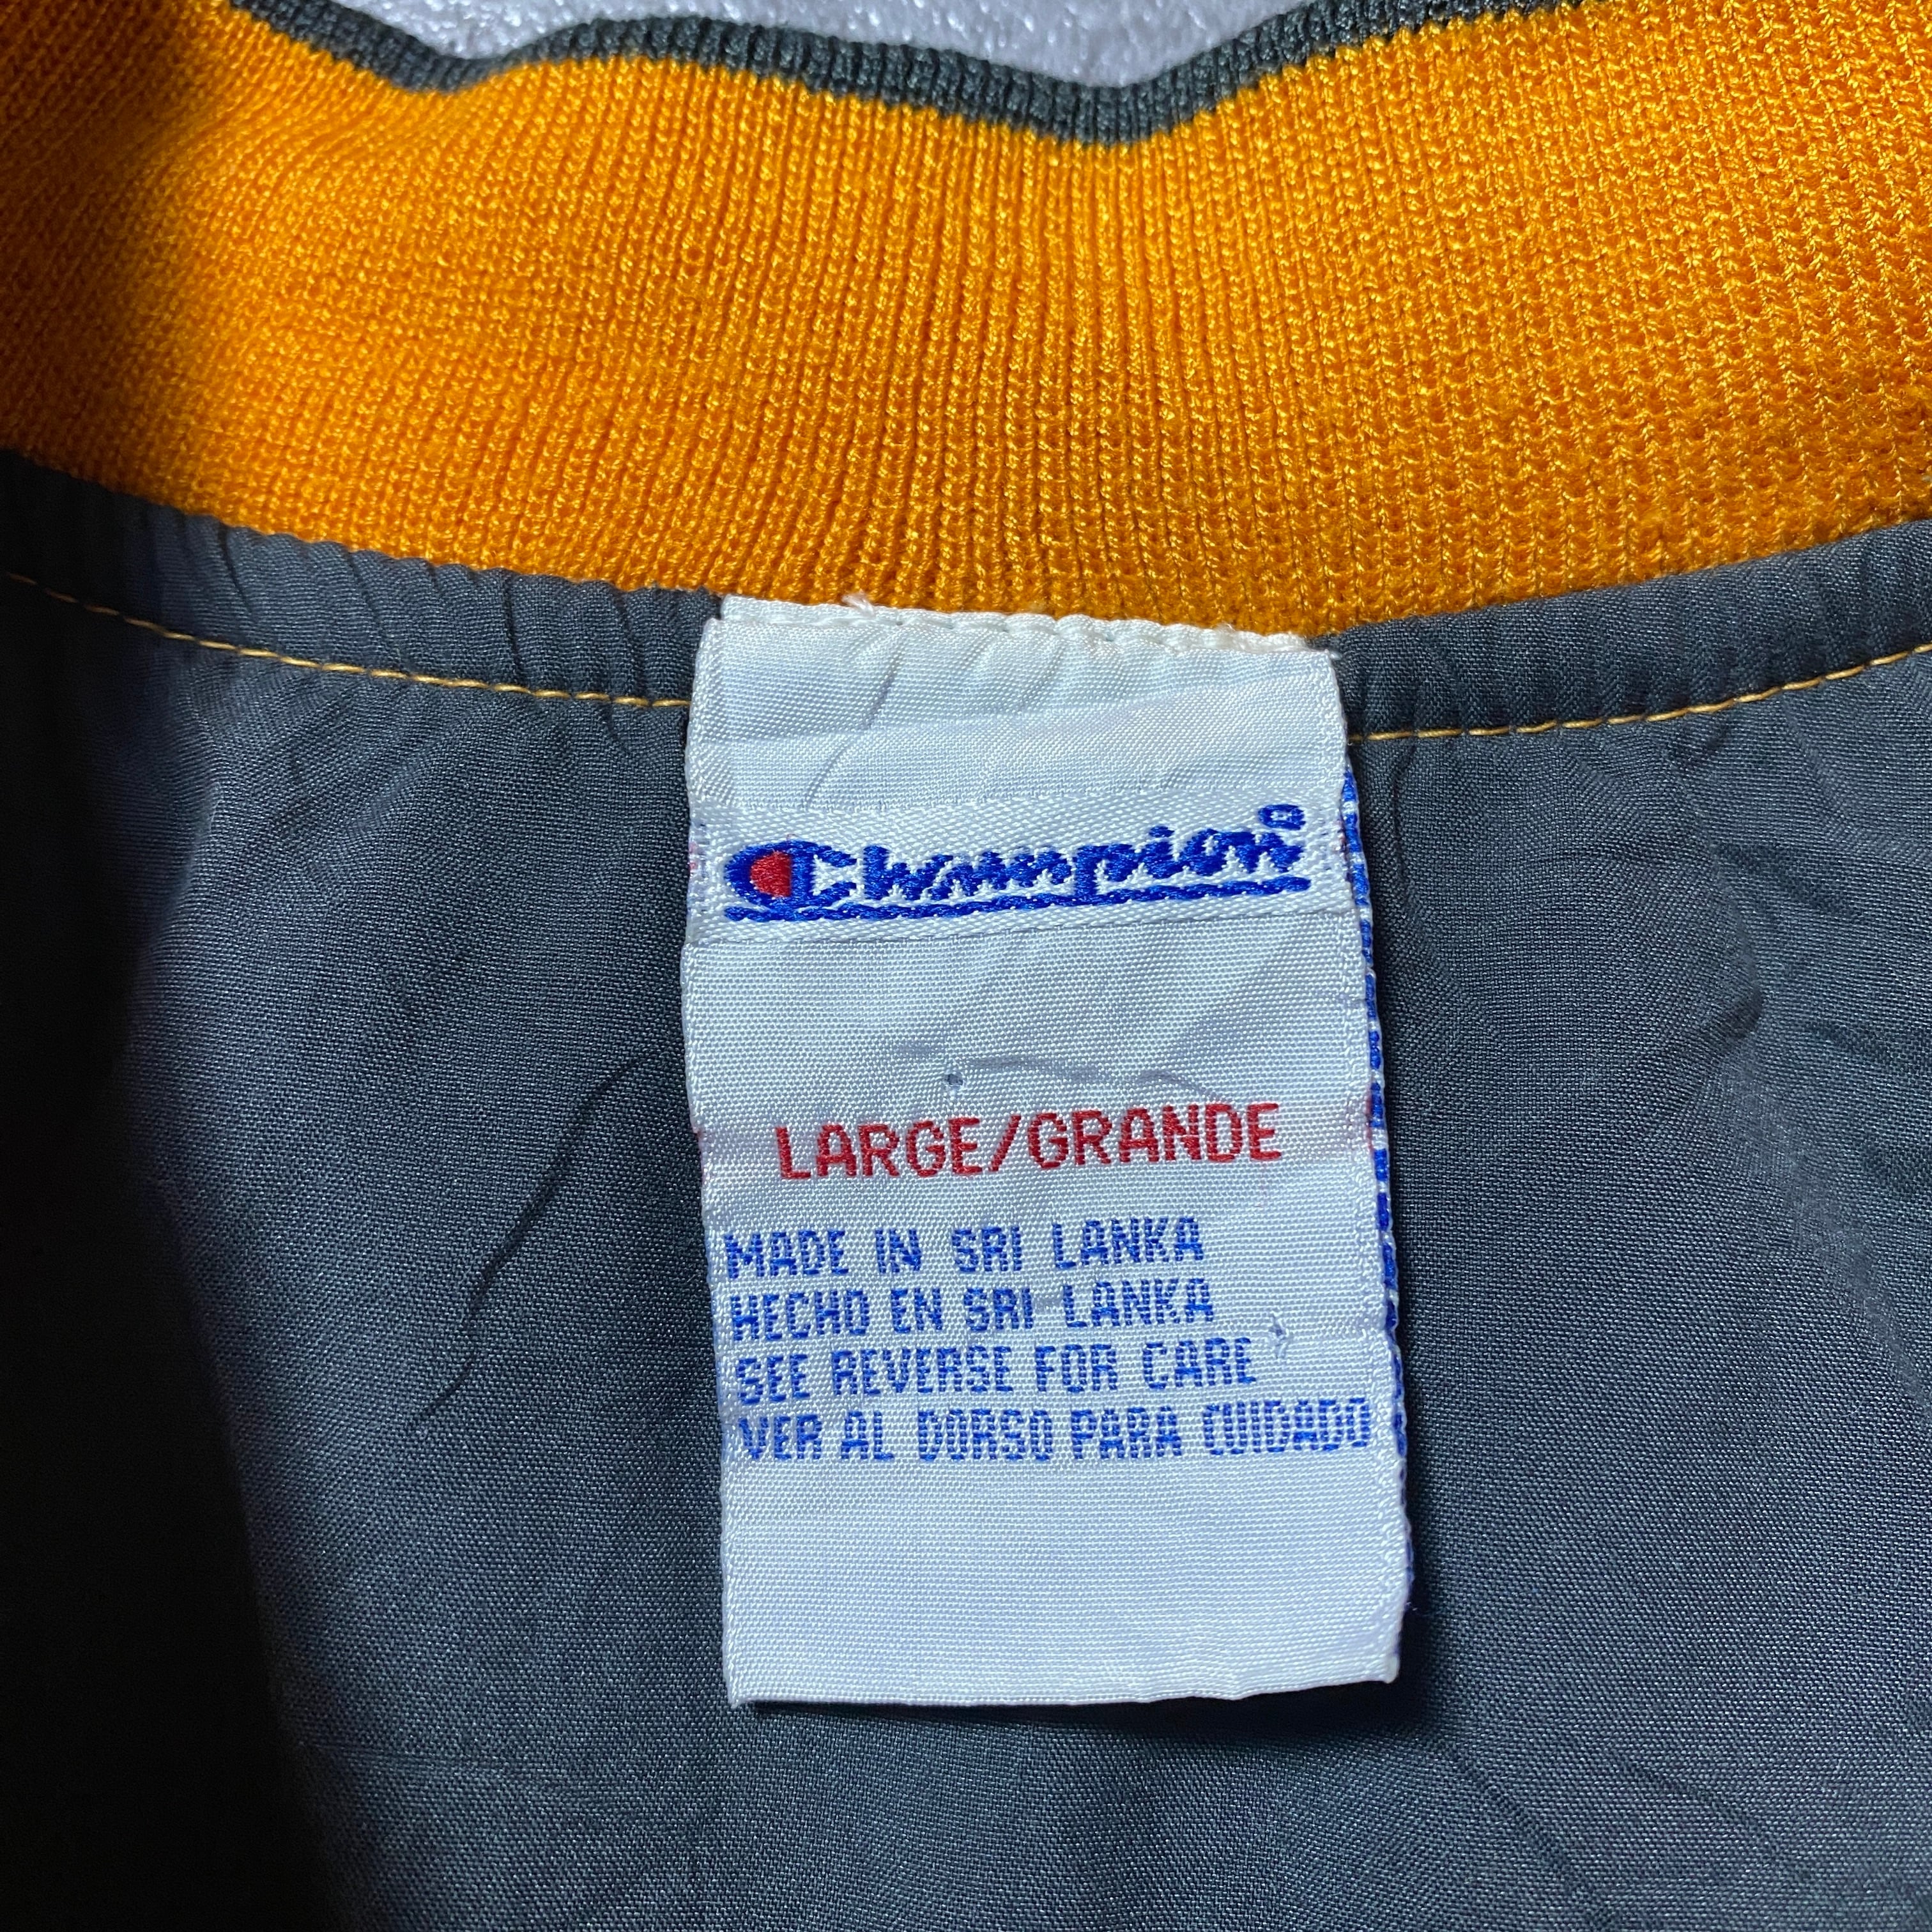 Champion
LARGE/GRANDE
MADE IN SRI LANKA
HECHO EN SRI LANKA
SEE REVERSE FOR CARE
VER AL DORSO PARA CUIDADO